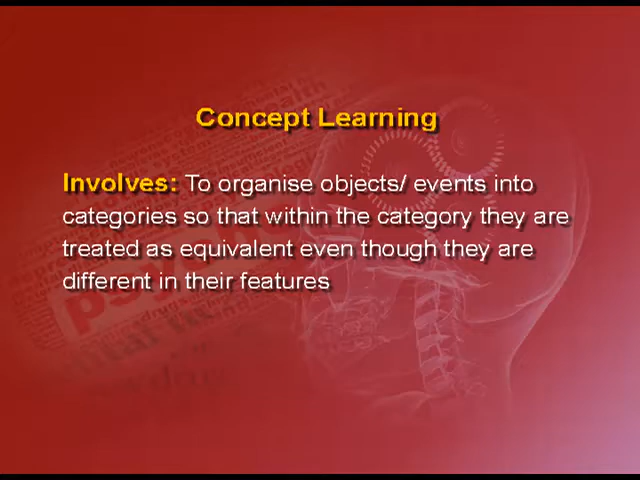 Concept Learning
Involves: To organise objects/ events into
categories so that within the category they are
treated as equivalent even though they are
different in their features